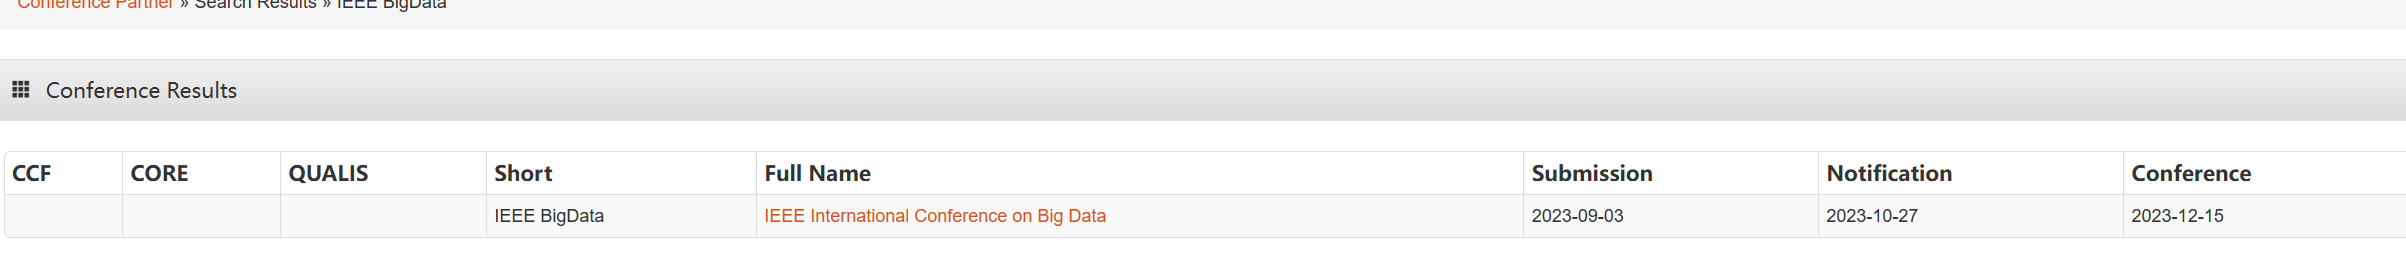 Conference Partner » Search Results » IEEE BigData
Conference Results
CCF CORE QUALIS Short Full Name Submission Notification Conference
IEEE BigData IEEE International Conference on Big Data 2023-09-03 2023-10-27 2023-12-15